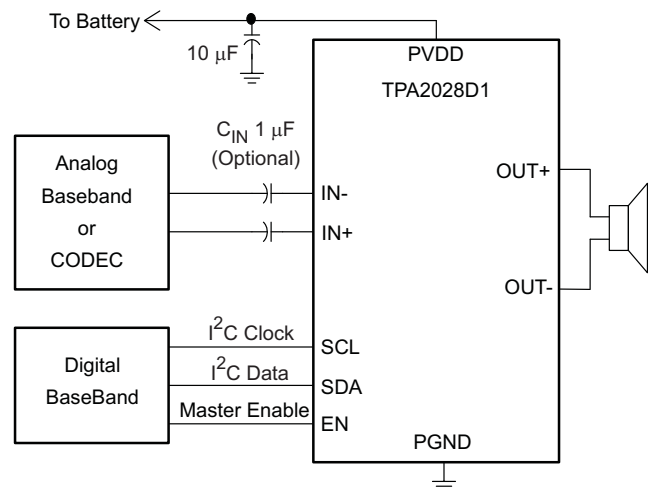 To Battery
10 μF
PVDD
TPA2028D1
C_IN 1 μF
(Optional)
Analog
Baseband
or
CODEC
IN-
IN+
OUT+
OUT-
Digital
BaseBand
I²C Clock
SCL
I²C Data
SDA
Master Enable
EN
PGND